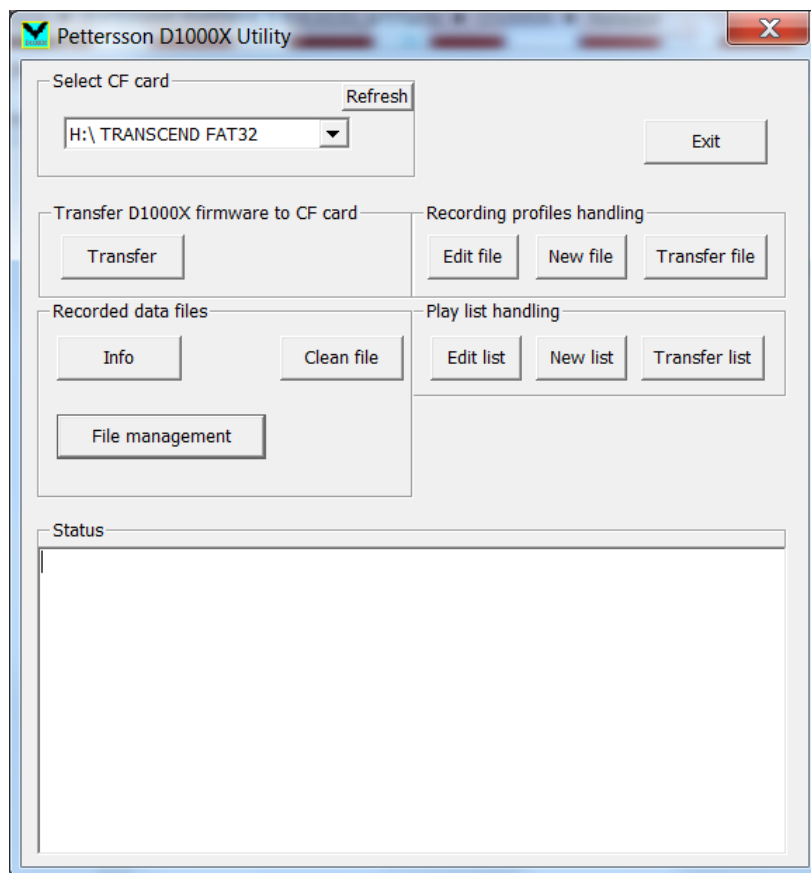 Pettersson D1000X Utility
X
Select CF card
Refresh
H:\ TRANSCEND FAT32
Exit
Transfer D1000X firmware to CF card
Transfer
Recording profiles handling
Edit file
New file
Transfer file
Recorded data files
Info
Clean file
File management
Play list handling
Edit list
New list
Transfer list
Status